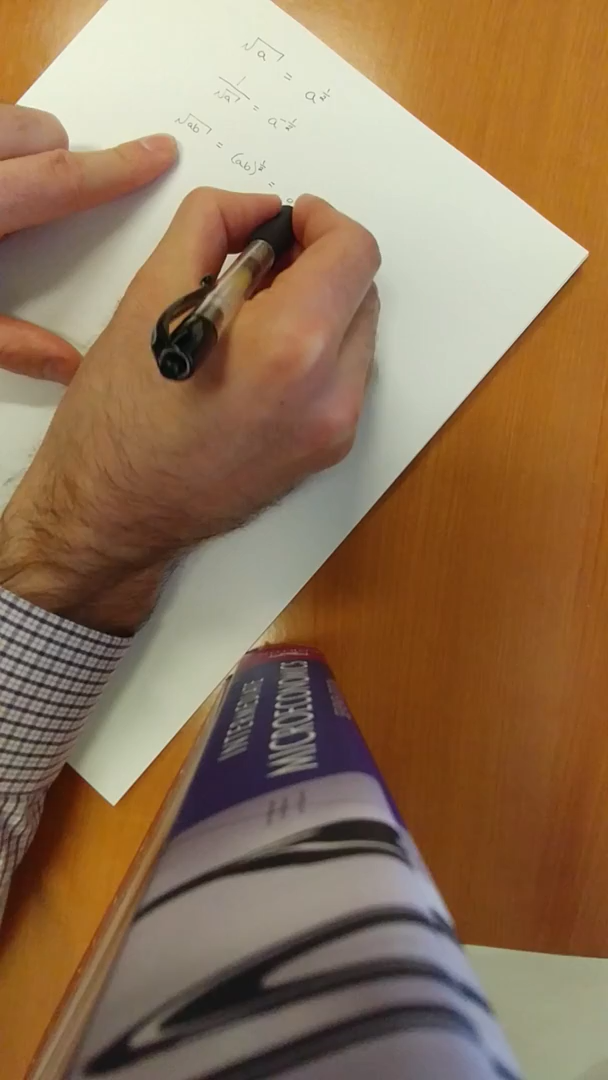 √a = a^½
1/√a = a^-½
√ab = (ab)^½
= a
INTERMEDIATE
MICROECONOMICS